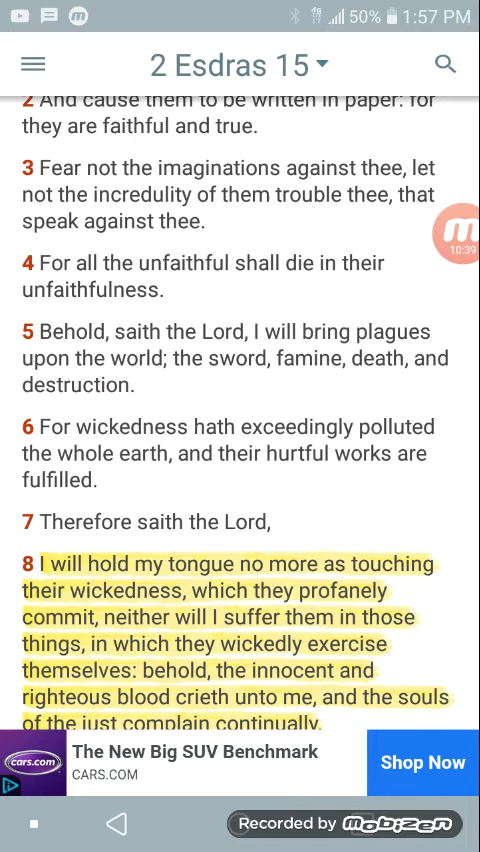 4G 50% 1:57 PM
2 Esdras 15
2 And cause them to be written in paper: for
they are faithful and true.
3 Fear not the imaginations against thee, let
not the incredulity of them trouble thee, that
speak against thee.
10:39
4 For all the unfaithful shall die in their
unfaithfulness.
5 Behold, saith the Lord, I will bring plagues
upon the world; the sword, famine, death, and
destruction.
6 For wickedness hath exceedingly polluted
the whole earth, and their hurtful works are
fulfilled.
7 Therefore saith the Lord,
8 I will hold my tongue no more as touching
their wickedness, which they profanely
commit, neither will I suffer them in those
things, in which they wickedly exercise
themselves: behold, the innocent and
righteous blood crieth unto me, and the souls
of the just complain continually.
cars.com
The New Big SUV Benchmark
CARS.COM
Shop Now
Recorded by mobizen